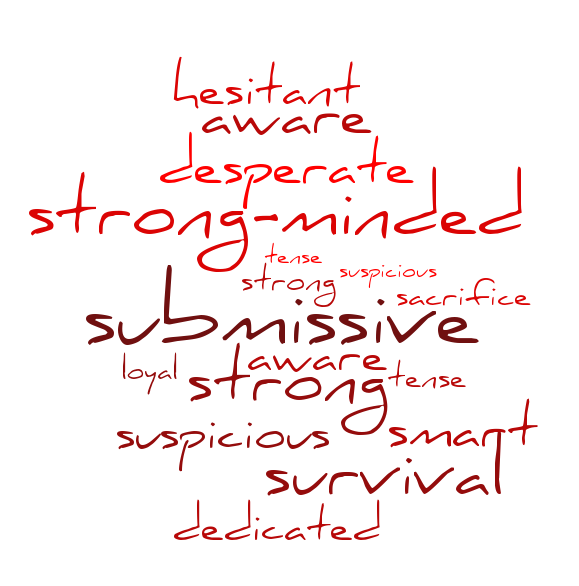 hesitant
aware
desperate
strong-minded
tense
suspicious
strong
sacrifice
submissive
aware
loyal
strong
tense
suspicious
smart
survival
dedicated